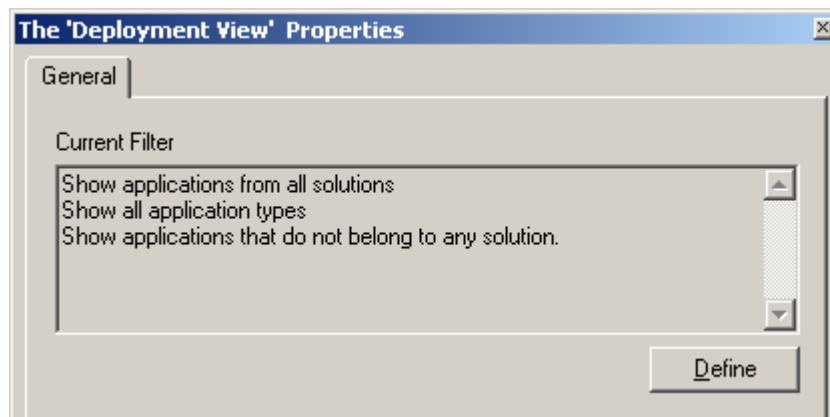 The 'Deployment View' Properties
General
Current Filter
Show applications from all solutions
Show all application types
Show applications that do not belong to any solution.
Define